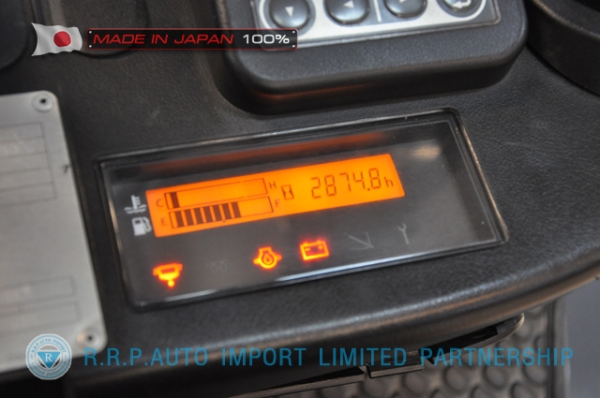 MADE IN JAPAN 100%
C H
E F
2874.8h
R
R.R.P.AUTO IMPORT LIMITED PARTNERSHIP